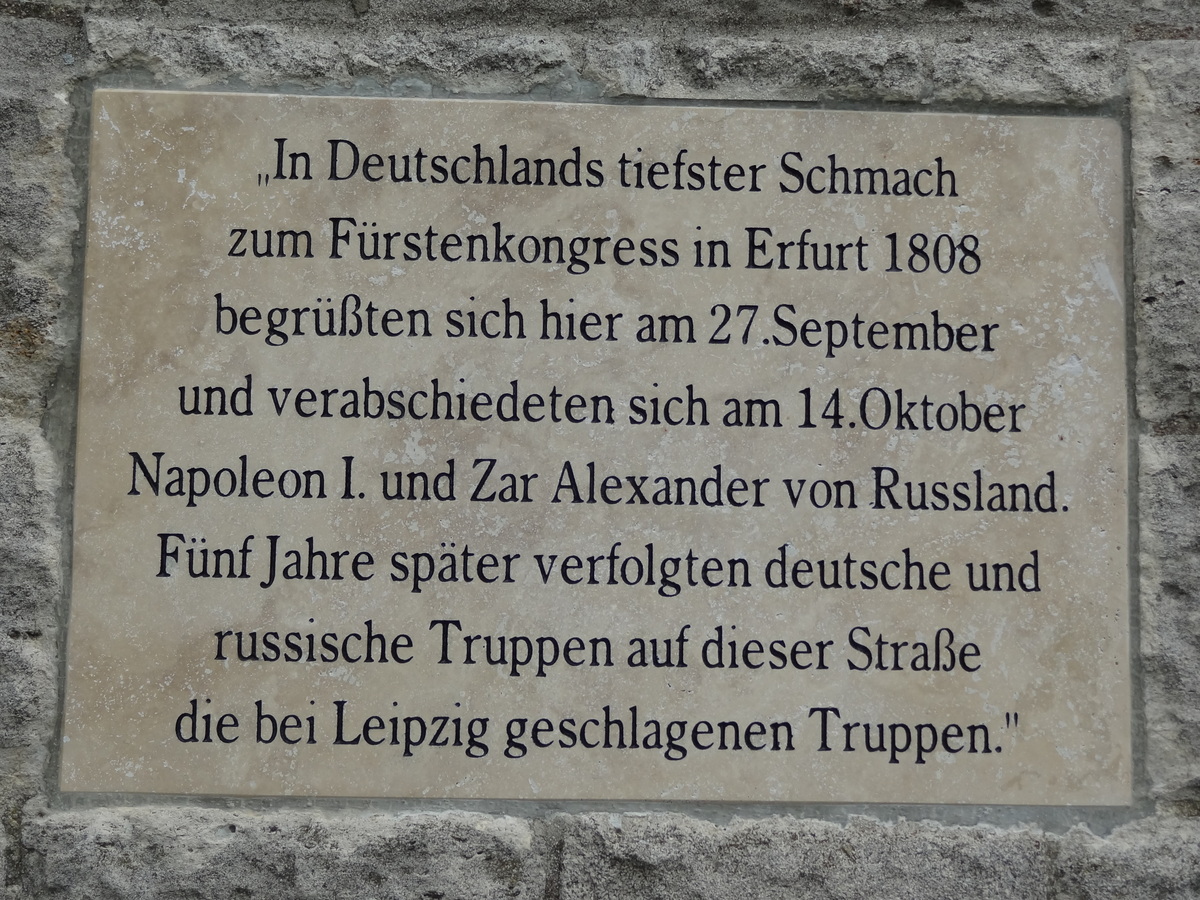 „In Deutschlands tiefster Schmach
zum Fürstenkongress in Erfurt 1808
begrüßten sich hier am 27.September
und verabschiedeten sich am 14.Oktober
Napoleon I. und Zar Alexander von Russland.
Fünf Jahre später verfolgten deutsche und
russische Truppen auf dieser Straße
die bei Leipzig geschlagenen Truppen."